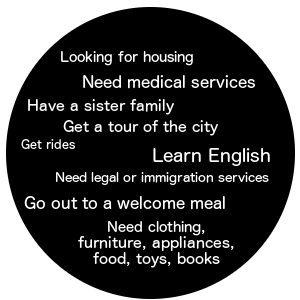 Looking for housing
Need medical services
Have a sister family
Get a tour of the city
Get rides
Learn English
Need legal or immigration services
Go out to a welcome meal
Need clothing,
furniture, appliances,
food, toys, books